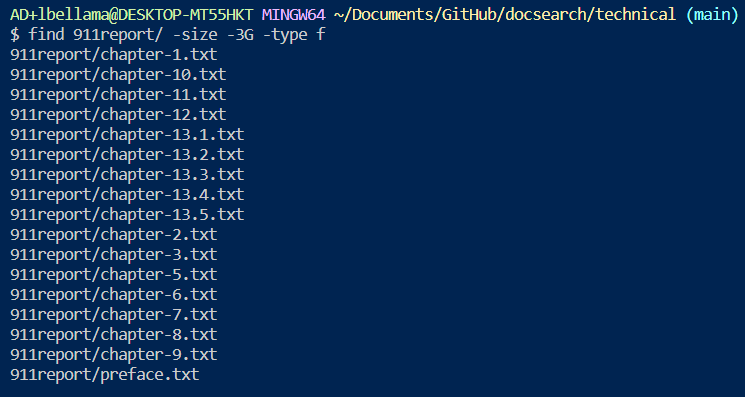 AD+lbellama@DESKTOP-MT55HKT MINGW64 ~/Documents/GitHub/docsearch/technical (main)
$ find 911report/ -size -3G -type f
911report/chapter-1.txt
911report/chapter-10.txt
911report/chapter-11.txt
911report/chapter-12.txt
911report/chapter-13.1.txt
911report/chapter-13.2.txt
911report/chapter-13.3.txt
911report/chapter-13.4.txt
911report/chapter-13.5.txt
911report/chapter-2.txt
911report/chapter-3.txt
911report/chapter-5.txt
911report/chapter-6.txt
911report/chapter-7.txt
911report/chapter-8.txt
911report/chapter-9.txt
911report/preface.txt